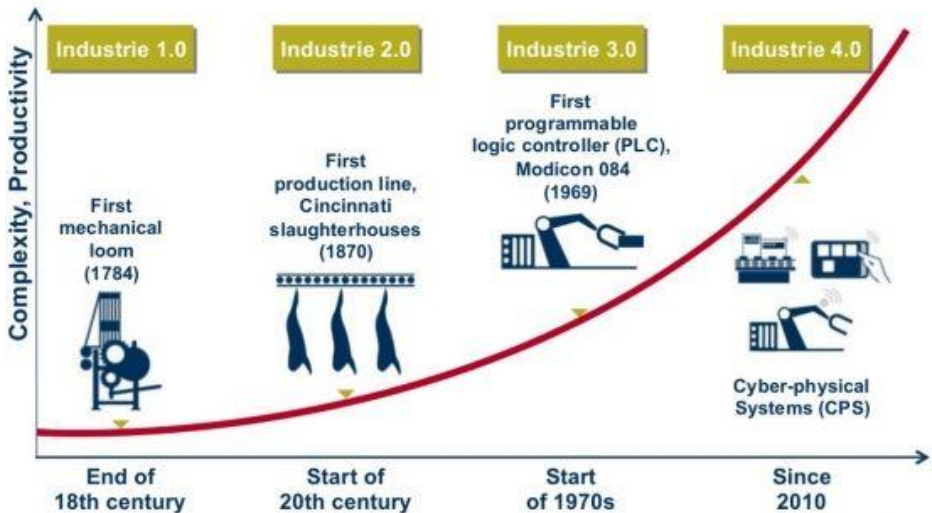 Complexity, Productivity
Industrie 1.0
Industrie 2.0
Industrie 3.0
Industrie 4.0
First
mechanical
loom
(1784)
First
production line,
Cincinnati
slaughterhouses
(1870)
First
programmable
logic controller (PLC),
Modicon 084
(1969)
Cyber-physical
Systems (CPS)
End of
18th century
Start of
20th century
Start
of 1970s
Since
2010